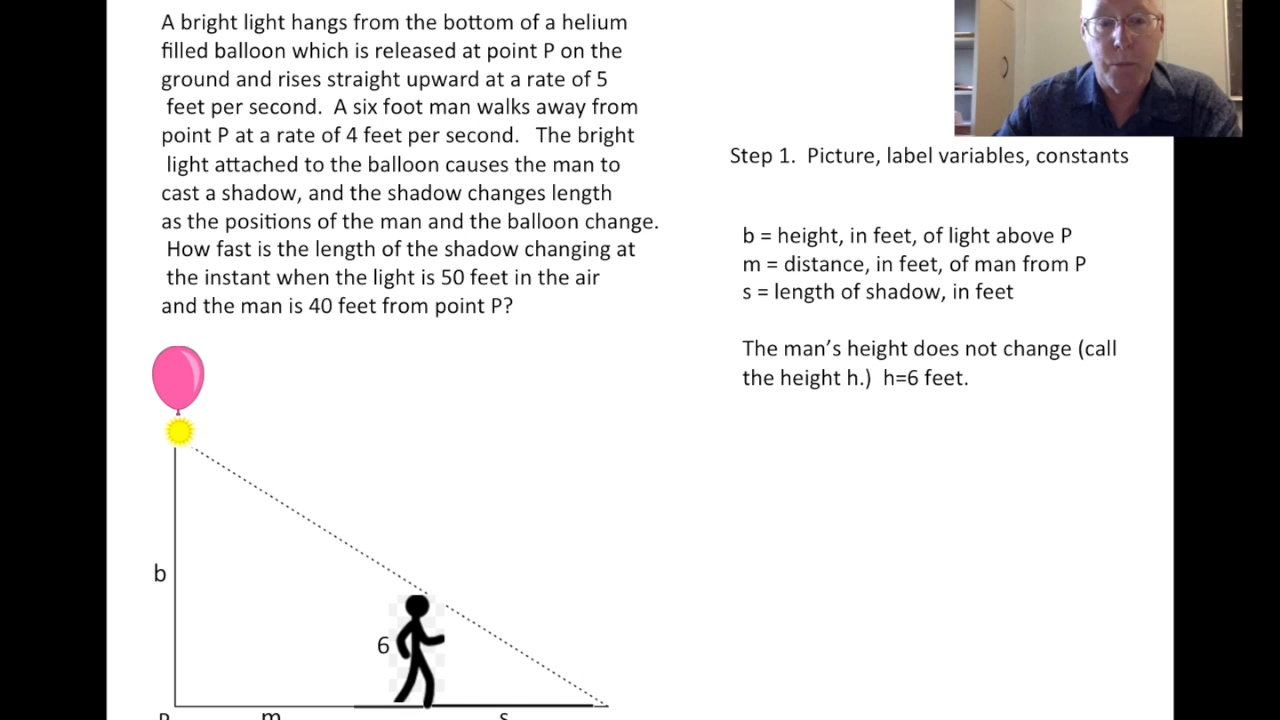 A bright light hangs from the bottom of a helium
filled balloon which is released at point P on the
ground and rises straight upward at a rate of 5
feet per second.  A six foot man walks away from
point P at a rate of 4 feet per second.   The bright
light attached to the balloon causes the man to
cast a shadow, and the shadow changes length
as the positions of the man and the balloon change.
How fast is the length of the shadow changing at
the instant when the light is 50 feet in the air
and the man is 40 feet from point P?
Step 1.  Picture, label variables, constants
b = height, in feet, of light above P
m = distance, in feet, of man from P
s = length of shadow, in feet
The man's height does not change (call
the height h.)  h=6 feet.
b
6
P m s